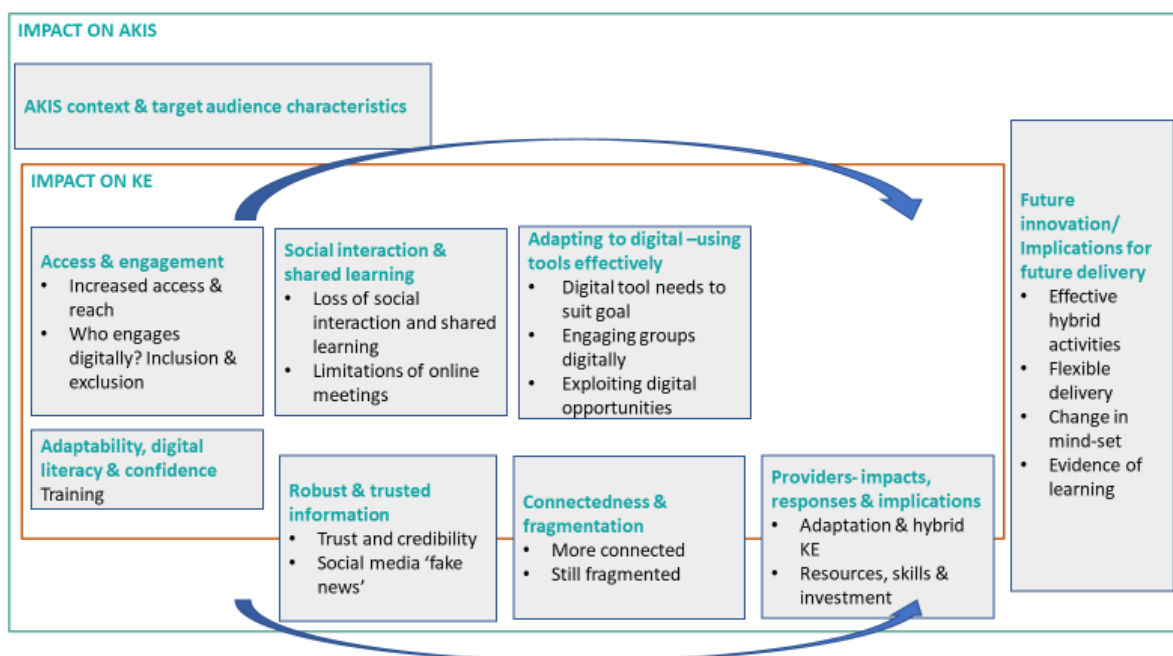 IMPACT ON AKIS
AKIS context & target audience characteristics
IMPACT ON KE
Access & engagement
• Increased access &
reach
• Who engages
digitally? Inclusion &
exclusion
Social interaction &
shared learning
• Loss of social
interaction and shared
learning
• Limitations of online
meetings
Adapting to digital –using
tools effectively
• Digital tool needs to
suit goal
• Engaging groups
digitally
• Exploiting digital
opportunities
Adaptability, digital
literacy & confidence
Training
Robust & trusted
information
• Trust and credibility
• Social media ‘fake
news’
Connectedness &
fragmentation
• More connected
• Still fragmented
Providers- impacts,
responses & implications
• Adaptation & hybrid
KE
• Resources, skills &
investment
Future
innovation/
Implications for
future delivery
• Effective
hybrid
activities
• Flexible
delivery
• Change in
mind-set
• Evidence of
learning